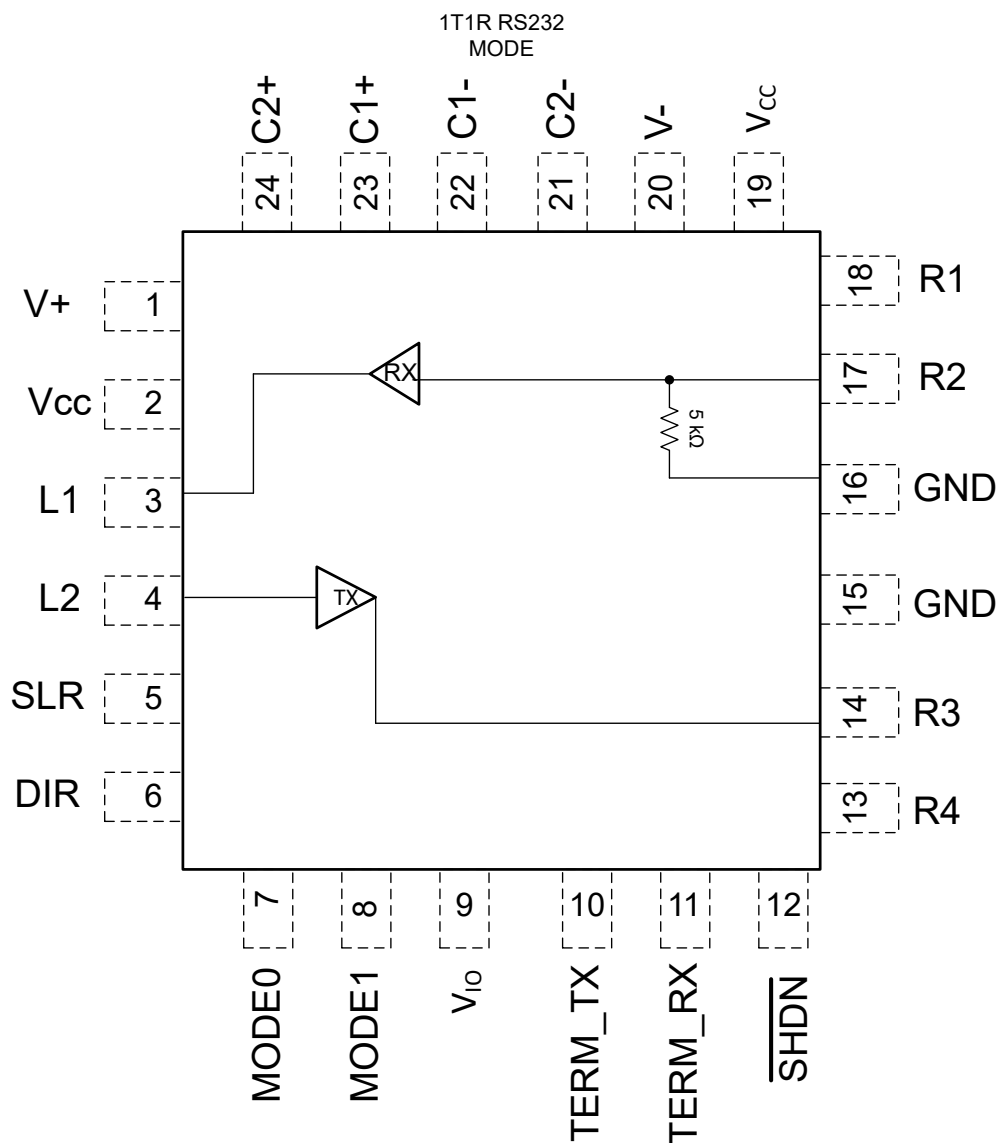 1T1R RS232
MODE
C2+
C1+
C1-
C2-
V-
VCC
24
23
22
21
20
19
V+
1
18
R1
Vcc
2
RX
17
R2
5 kΩ
L1
3
16
GND
L2
4
TX
15
GND
SLR
5
14
R3
DIR
6
13
R4
7
8
9
10
11
12
MODE0
MODE1
VIO
TERM_TX
TERM_RX
SHDN